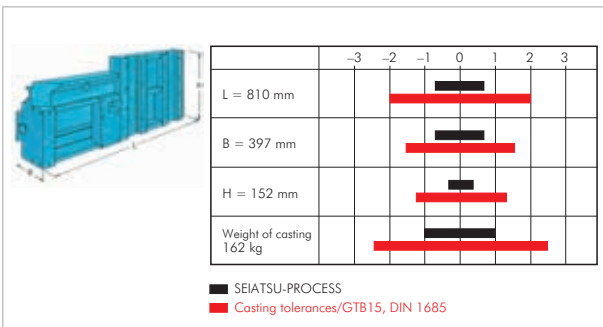 –3 –2 –1 0 1 2 3
L = 810 mm
B = 397 mm
H = 152 mm
Weight of casting
162 kg
SEIATSU-PROCESS
Casting tolerances/GTB15, DIN 1685
B
L